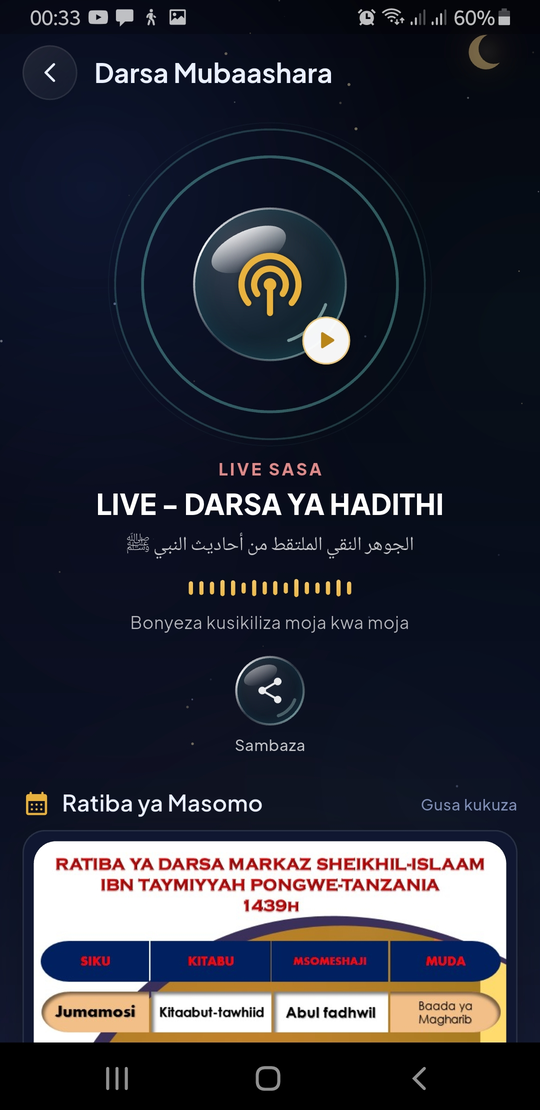 00:33
60%
Darsa Mubaashara
LIVE SASA
LIVE – DARSA YA HADITHI
الجوهر النقي الملتقط من أحاديث النبي ﷺ
Bonyeza kusikiliza moja kwa moja
Sambaza
Ratiba ya Masomo
Gusa kukuza
RATIBA YA DARSA MARKAZ SHEIKHIL-ISLAAM
IBN TAYMIYYAH PONGWE-TANZANIA
1439H
SIKU KITABU MSOMESHAJI MUDA
Jumamosi Kitaabut-tawhiid Abul fadhwil Baada ya
Magharib